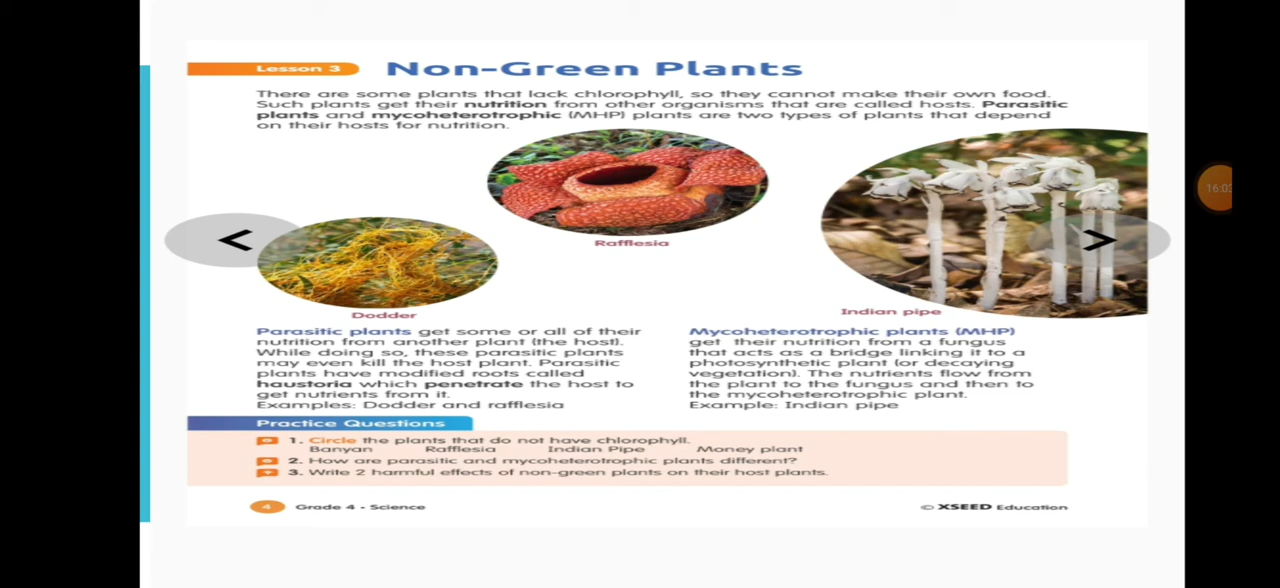 Lesson 3
Non-Green Plants
There are some plants that lack chlorophyll, so they cannot make their own food.
Such plants get their nutrition from other organisms that are called hosts. Parasitic
plants and mycoheterotrophic (MHP) plants are two types of plants that depend
on their hosts for nutrition.
Rafflesia
Dodder
Indian pipe
Parasitic plants get some or all of their
nutrition from another plant (the host).
While doing so, these parasitic plants
may even kill the host plant. Parasitic
plants have modified roots called
haustoria which penetrate the host to
get nutrients from it.
Examples: Dodder and rafflesia
Mycoheterotrophic plants (MHP)
get their nutrition from a fungus
that acts as a bridge linking it to a
photosynthetic plant (or decaying
vegetation). The nutrients flow from
the plant to the fungus and then to
the mycoheterotrophic plant.
Example: Indian pipe
Practice Questions
1. Circle the plants that do not have chlorophyll.
Banyan Rafflesia Indian Pipe Money plant
2. How are parasitic and mycoheterotrophic plants different?
3. Write 2 harmful effects of non-green plants on their host plants.
4 Grade 4 • Science
© XSEED Education
16:03